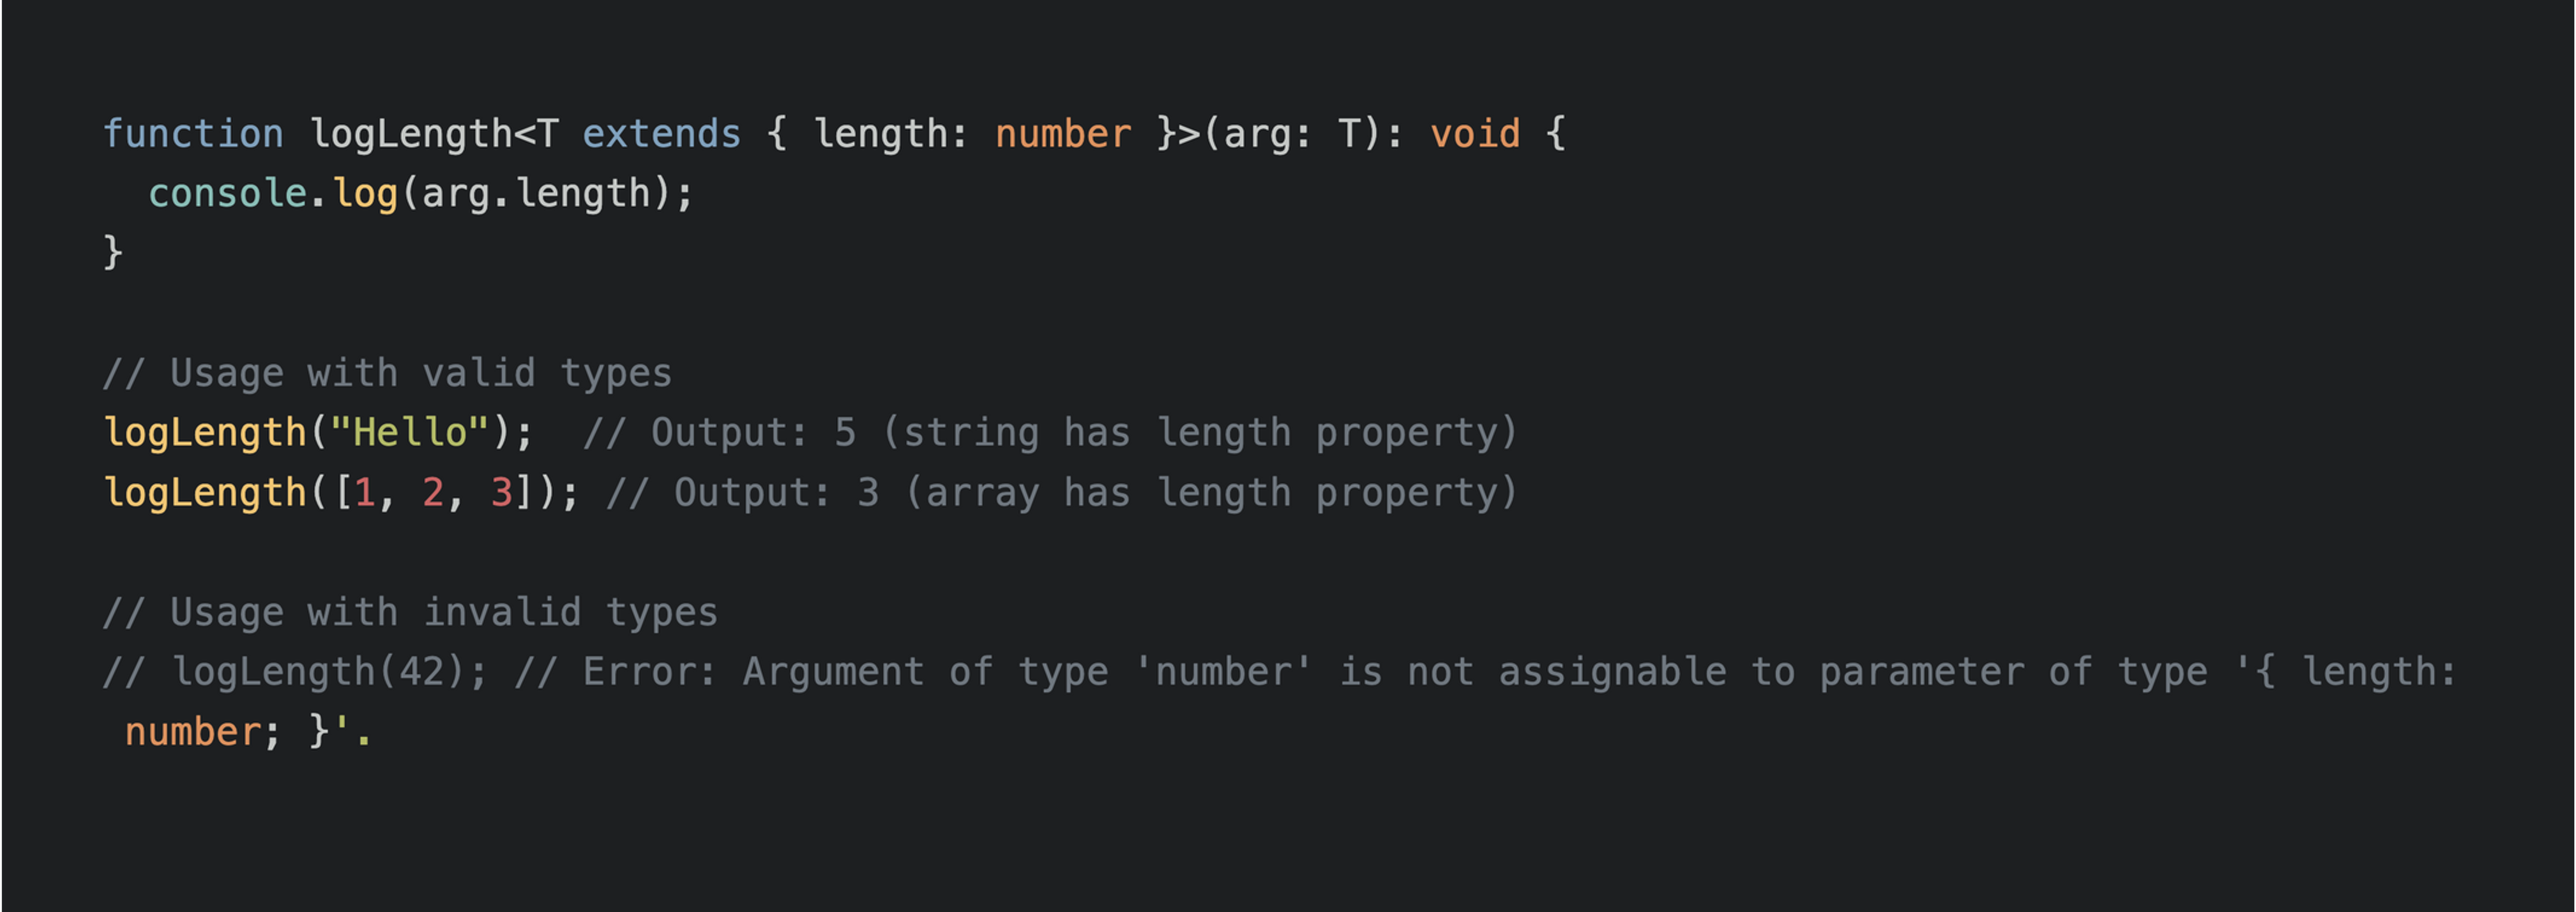 function logLength<T extends { length: number }>(arg: T): void {
  console.log(arg.length);
}
// Usage with valid types
logLength("Hello");  // Output: 5 (string has length property)
logLength([1, 2, 3]); // Output: 3 (array has length property)
// Usage with invalid types
// logLength(42); // Error: Argument of type 'number' is not assignable to parameter of type '{ length:
 number; }'.